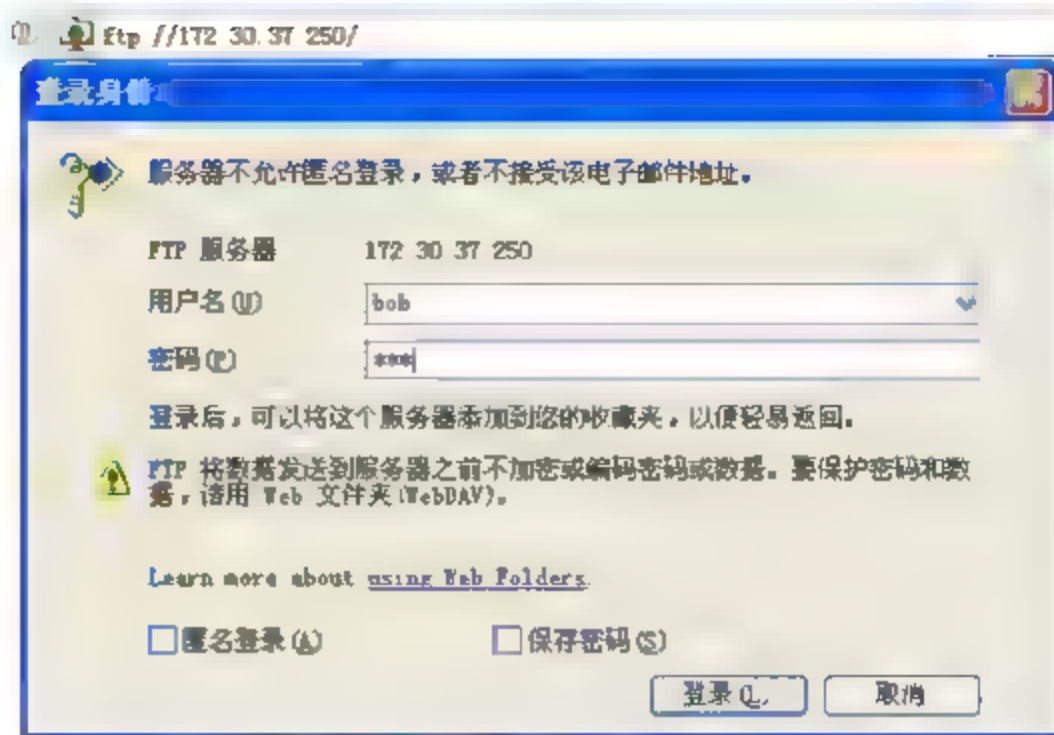 ftp //172 30.37 250/
登录身份
服务器不允许匿名登录，或者不接受该电子邮件地址。
FTP 服务器 172 30 37 250
用户名(U) bob
密码(P) ***
登录后，可以将这个服务器添加到您的收藏夹，以便轻易返回。
FTP 将数据发送到服务器之前不加密或编码密码或数据。要保护密码和数
据，请用 Web 文件夹(WebDAV)。
Learn more about using Web Folders.
匿名登录(A) 保存密码(S)
登录(L) 取消